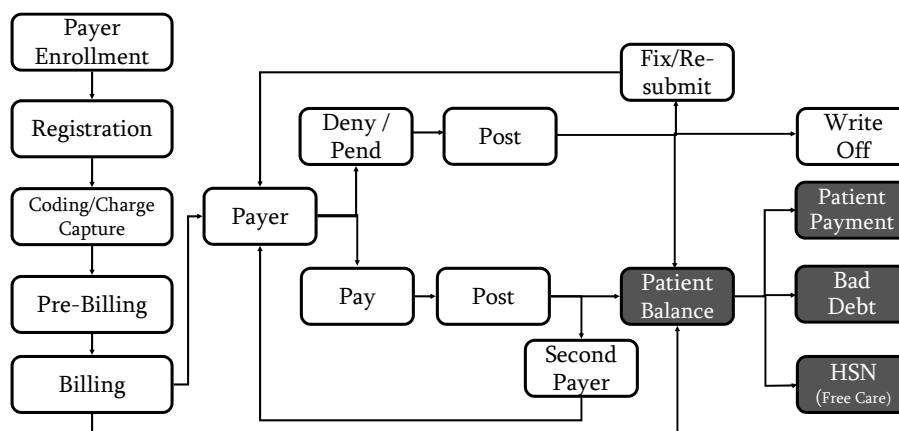 Payer
Enrollment
Registration
Coding/Charge
Capture
Pre-Billing
Billing
Payer
Deny /
Pend
Post
Fix/Re-
submit
Write
Off
Pay
Post
Second
Payer
Patient
Balance
Patient
Payment
Bad
Debt
HSN
(Free Care)